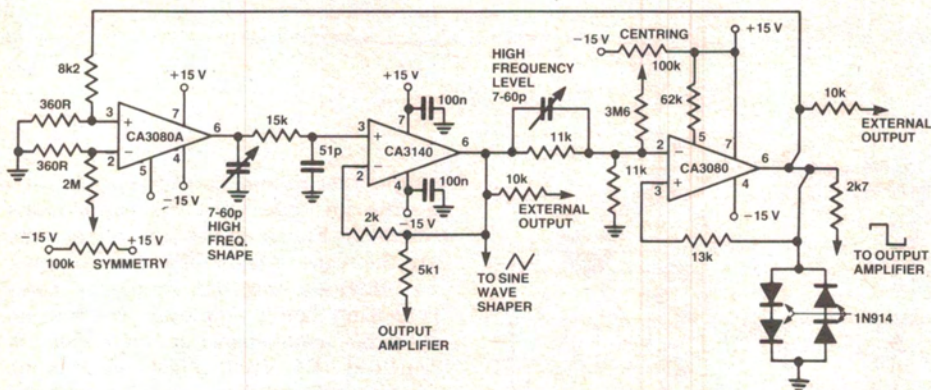 8k2
360R
360R
2M
-15 V
+15 V
100k
SYMMETRY
3
2
+
−
CA3080A
7
6
5
4
+15 V
-15 V
-15 V
7-60p
HIGH
FREQ.
SHAPE
15k
51p
+15 V
100n
7
3
+
CA3140
6
2
−
4
100n
-15 V
2k
5k1
OUTPUT
AMPLIFIER
10k
EXTERNAL
OUTPUT
TO SINE
WAVE
SHAPER
HIGH
FREQUENCY
LEVEL
7-60p
11k
11k
-15 V
CENTRING
100k
+15 V
3M6
62k
5
7
2
−
CA3080
6
3
+
4
-15 V
13k
10k
EXTERNAL
OUTPUT
2k7
TO OUTPUT
AMPLIFIER
1N914